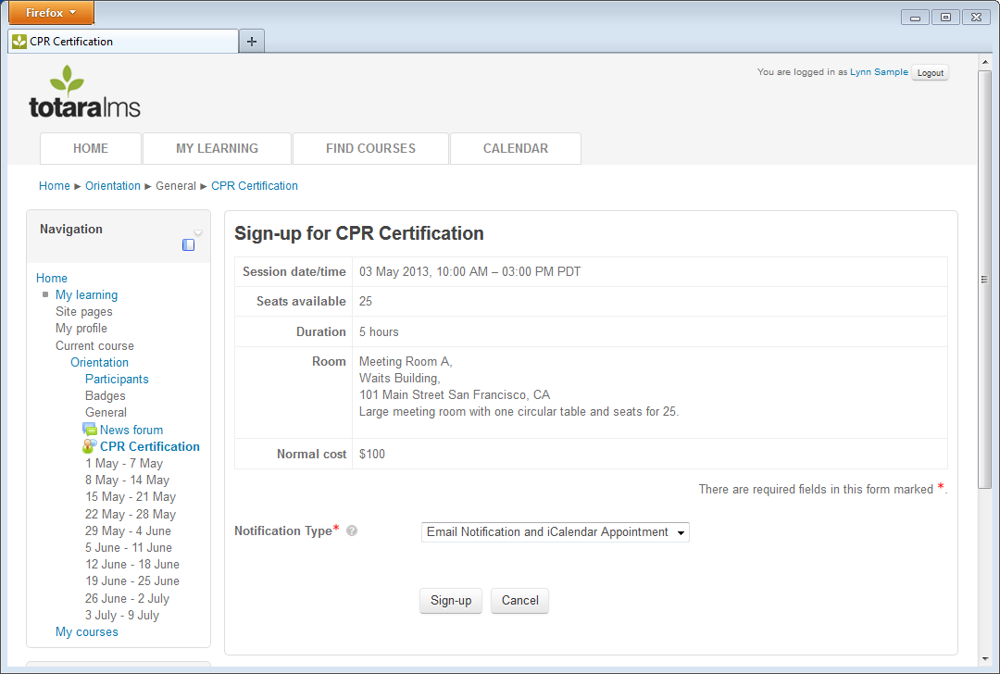 Firefox
CPR Certification
You are logged in as Lynn Sample Logout
totaralms
HOME MY LEARNING FIND COURSES CALENDAR
Home ► Orientation ► General ► CPR Certification
Navigation
Home
My learning
Site pages
My profile
Current course
Orientation
Participants
Badges
General
News forum
CPR Certification
1 May - 7 May
8 May - 14 May
15 May - 21 May
22 May - 28 May
29 May - 4 June
5 June - 11 June
12 June - 18 June
19 June - 25 June
26 June - 2 July
3 July - 9 July
My courses
Sign-up for CPR Certification
Session date/time 03 May 2013, 10:00 AM – 03:00 PM PDT
Seats available 25
Duration 5 hours
Room Meeting Room A,
Waits Building,
101 Main Street San Francisco, CA
Large meeting room with one circular table and seats for 25.
Normal cost $100
There are required fields in this form marked *.
Notification Type* Email Notification and iCalendar Appointment
Sign-up Cancel